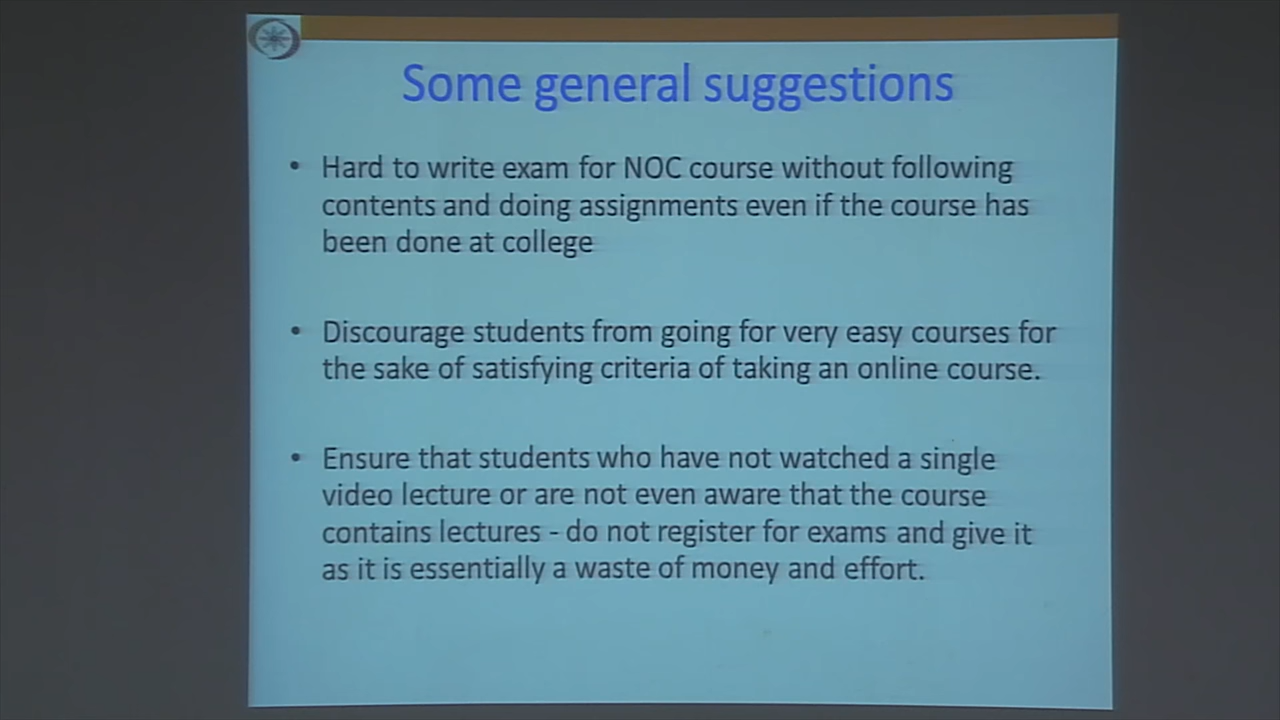 Some general suggestions
• Hard to write exam for NOC course without following
contents and doing assignments even if the course has
been done at college
• Discourage students from going for very easy courses for
the sake of satisfying criteria of taking an online course.
• Ensure that students who have not watched a single
video lecture or are not even aware that the course
contains lectures - do not register for exams and give it
as it is essentially a waste of money and effort.